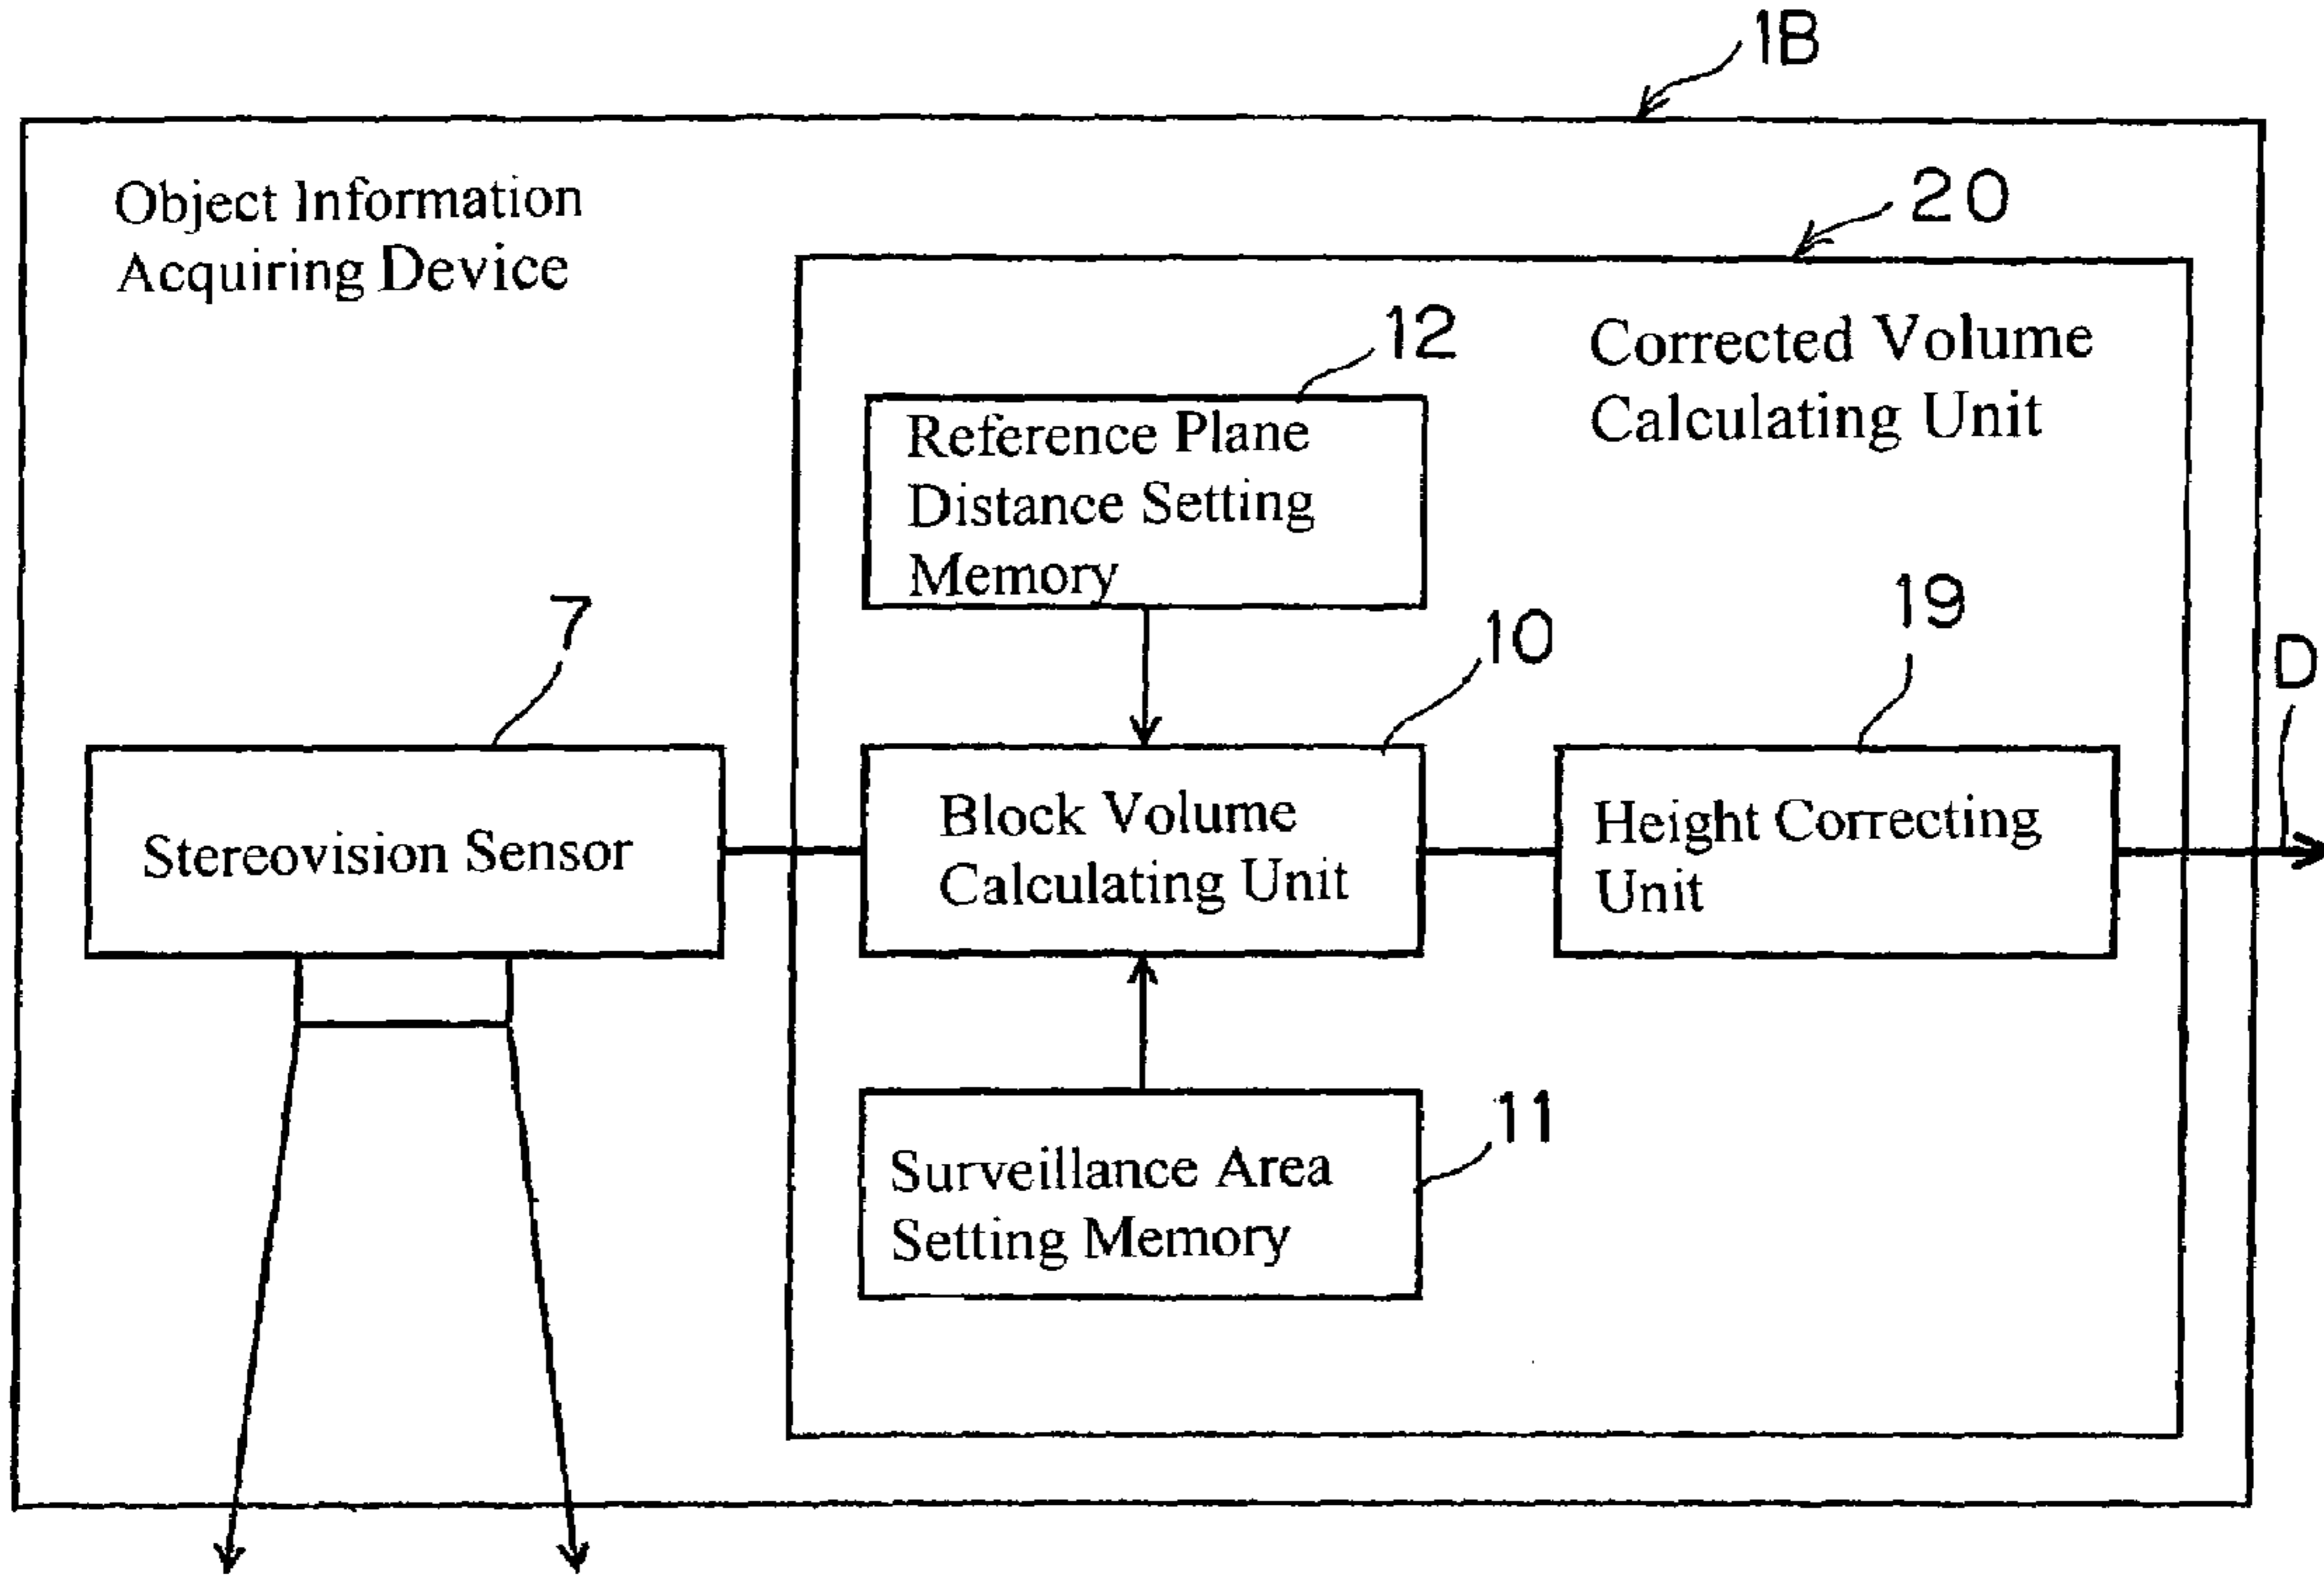 1B
Object Information
Acquiring Device
20
Corrected Volume
Calculating Unit
12
Reference Plane
Distance Setting
Memory
7
10
19
D
Stereovision Sensor
Block Volume
Calculating Unit
Height Correcting
Unit
11
Surveillance Area
Setting Memory